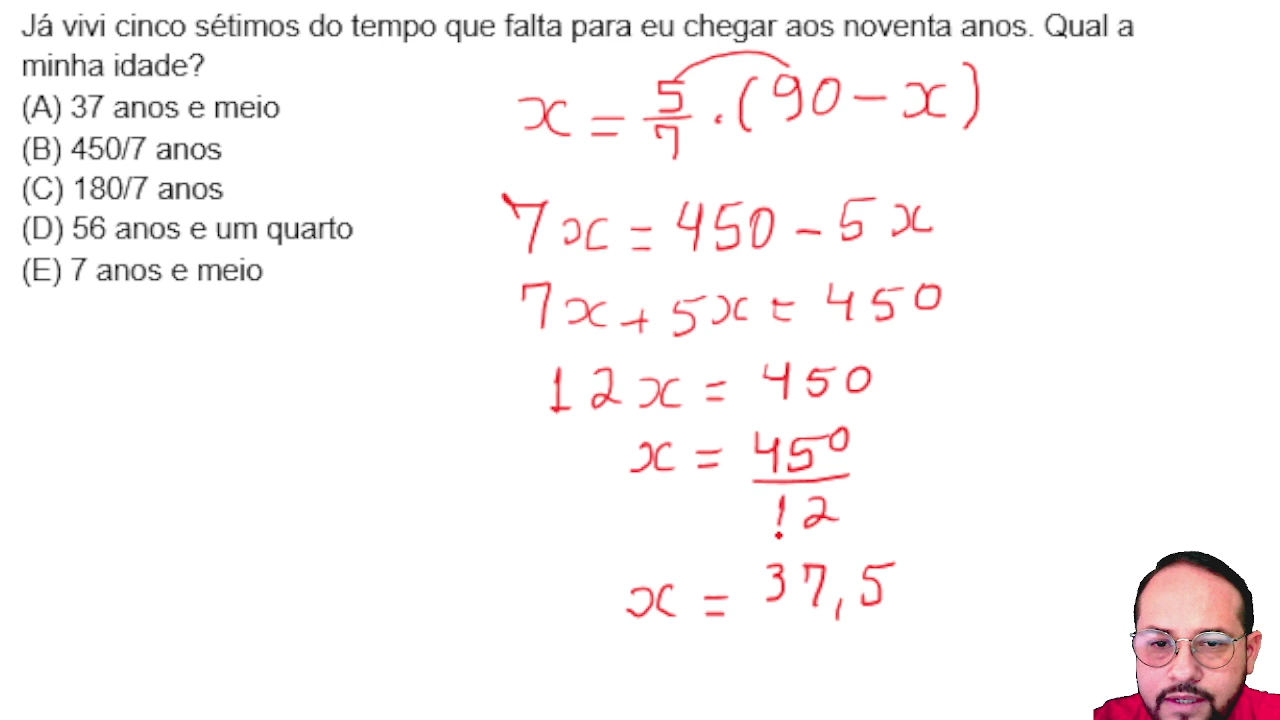 Já vivi cinco sétimos do tempo que falta para eu chegar aos noventa anos. Qual a
minha idade?
(A) 37 anos e meio
(B) 450/7 anos
(C) 180/7 anos
(D) 56 anos e um quarto
(E) 7 anos e meio
x = 5/7 . (90 - x)
7x = 450 - 5x
7x + 5x = 450
12x = 450
x = 450/12
x = 37,5